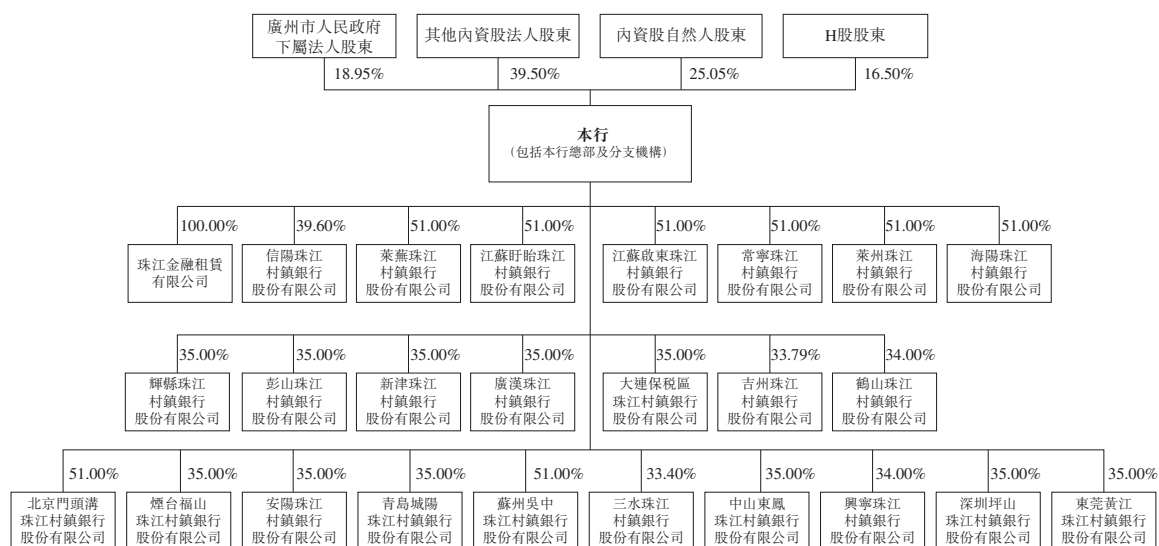 廣州市人民政府
下屬法人股東
其他內資股法人股東
內資股自然人股東
H股股東
18.95%
39.50%
25.05%
16.50%
本行
(包括本行總部及分支機構)
100.00%
39.60%
51.00%
51.00%
51.00%
51.00%
51.00%
51.00%
珠江金融租賃
有限公司
信陽珠江
村鎮銀行
股份有限公司
萊蕪珠江
村鎮銀行
股份有限公司
江蘇盱眙珠江
村鎮銀行
股份有限公司
江蘇啟東珠江
村鎮銀行
股份有限公司
常寧珠江
村鎮銀行
股份有限公司
萊州珠江
村鎮銀行
股份有限公司
海陽珠江
村鎮銀行
股份有限公司
35.00%
35.00%
35.00%
35.00%
35.00%
33.79%
34.00%
輝縣珠江
村鎮銀行
股份有限公司
彭山珠江
村鎮銀行
股份有限公司
新津珠江
村鎮銀行
股份有限公司
廣漢珠江
村鎮銀行
股份有限公司
大連保稅區
珠江村鎮銀行
股份有限公司
吉州珠江
村鎮銀行
股份有限公司
鶴山珠江
村鎮銀行
股份有限公司
51.00%
35.00%
35.00%
35.00%
51.00%
33.40%
35.00%
34.00%
35.00%
35.00%
北京門頭溝
珠江村鎮銀行
股份有限公司
煙台福山
珠江村鎮銀行
股份有限公司
安陽珠江
村鎮銀行
股份有限公司
青島城陽
珠江村鎮銀行
股份有限公司
蘇州吳中
珠江村鎮銀行
股份有限公司
三水珠江
村鎮銀行
股份有限公司
中山東鳳
珠江村鎮銀行
股份有限公司
興寧珠江
村鎮銀行
股份有限公司
深圳坪山
珠江村鎮銀行
股份有限公司
東莞黃江
珠江村鎮銀行
股份有限公司